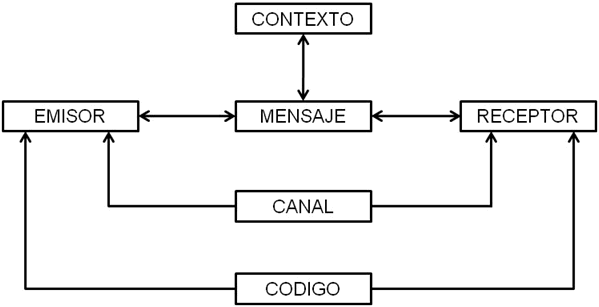 CONTEXTO
EMISOR
MENSAJE
RECEPTOR
CANAL
CODIGO